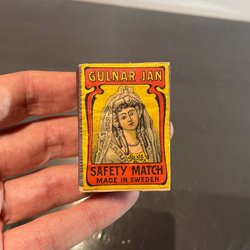 GULNAR JAN
SAFETY MATCH
MADE IN SWEDEN